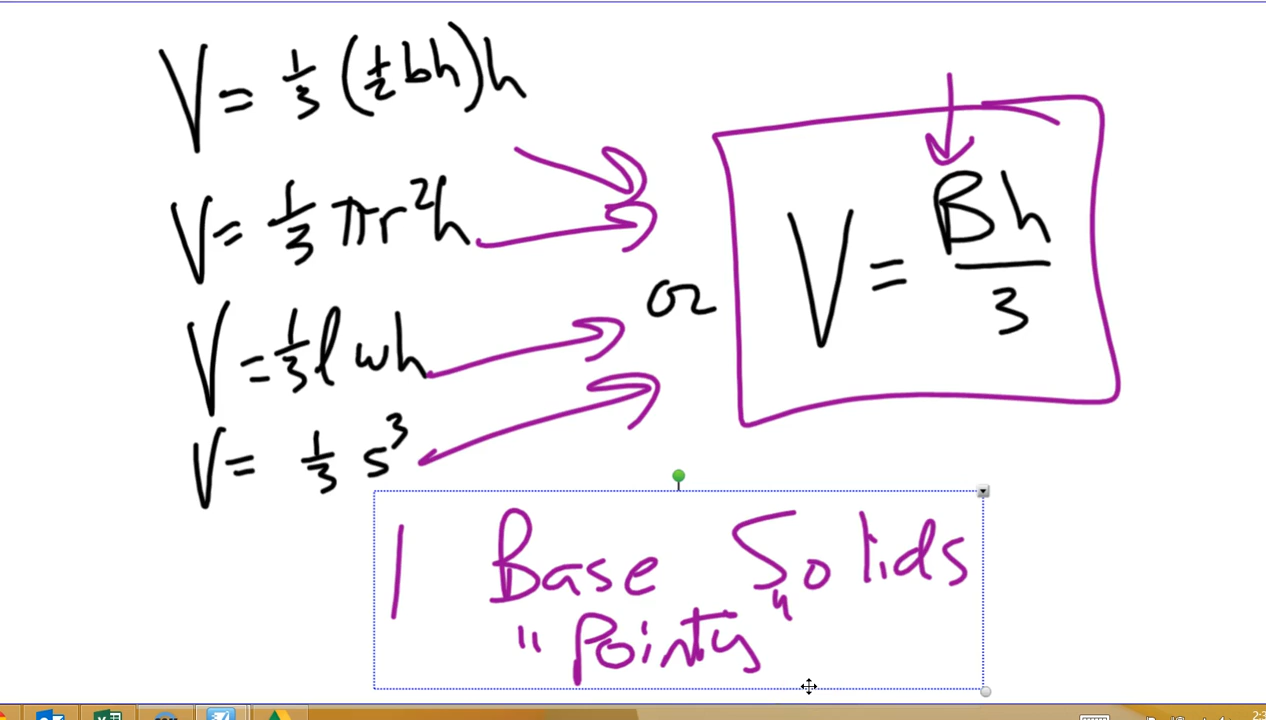 V = 1/3 (1/2 bh)h
V = 1/3 πr²h
V = 1/3 l wh
V = 1/3 s³
or
V = Bh/3
1 Base Solids
"Pointy"